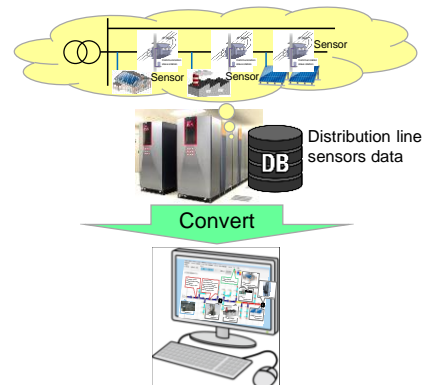 Sensor
Sensor
Sensor
DB
Distribution line
sensors data
Convert